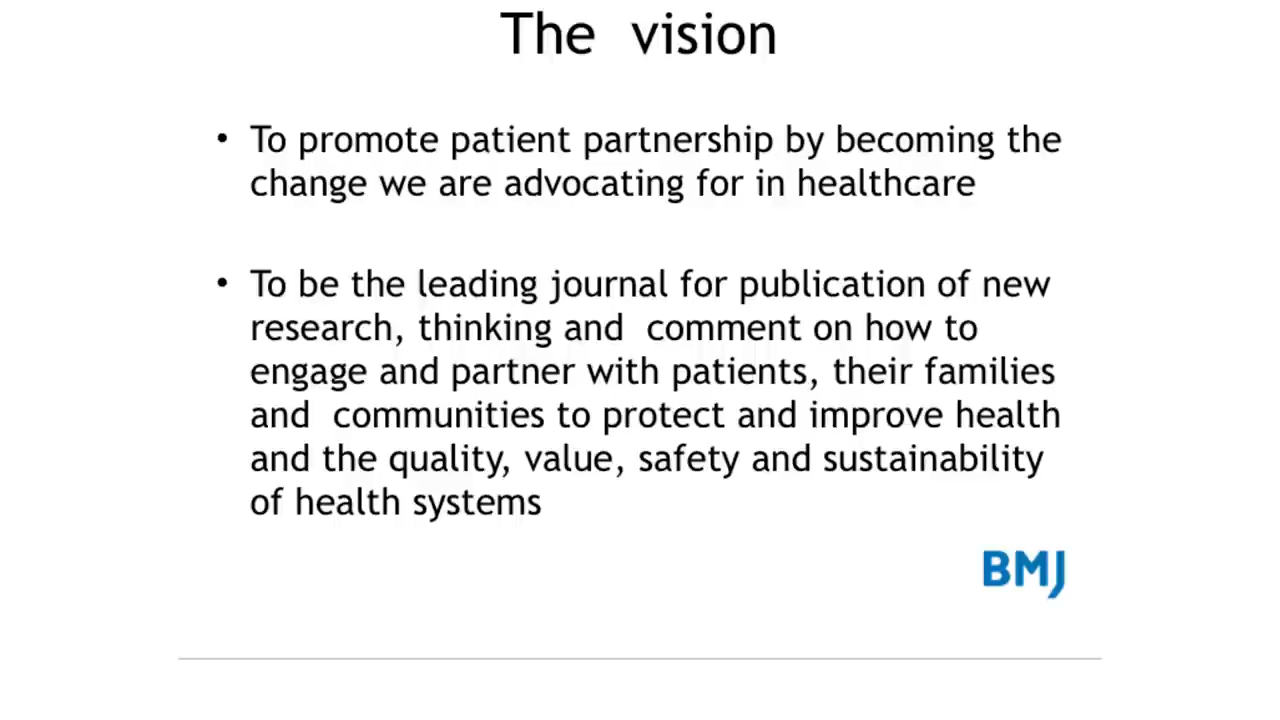 The vision
• To promote patient partnership by becoming the
change we are advocating for in healthcare
• To be the leading journal for publication of new
research, thinking and comment on how to
engage and partner with patients, their families
and communities to protect and improve health
and the quality, value, safety and sustainability
of health systems
BMJ